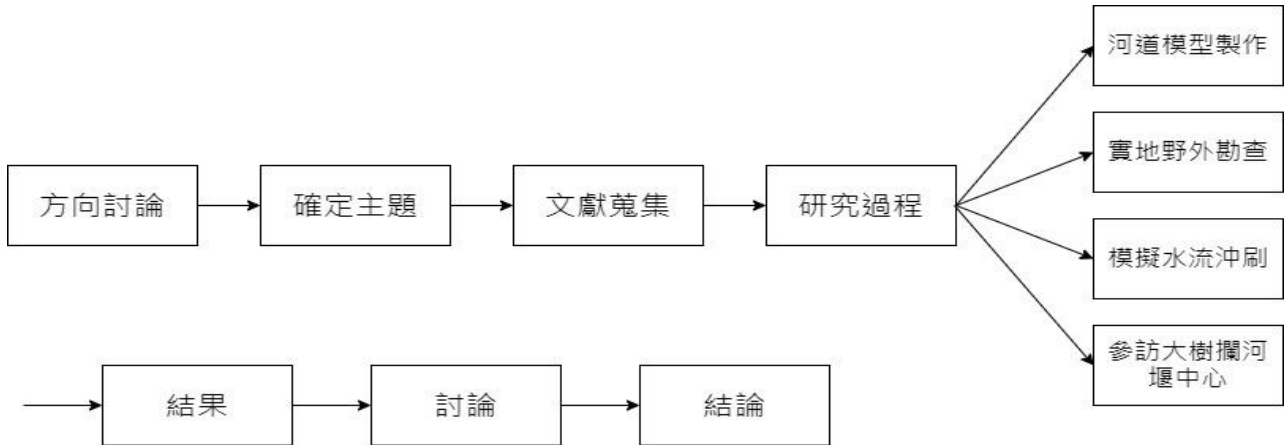 方向討論
確定主題
文獻蒐集
研究過程
河道模型製作
實地野外勘查
模擬水流沖刷
參訪大樹攔河
堰中心
結果
討論
結論